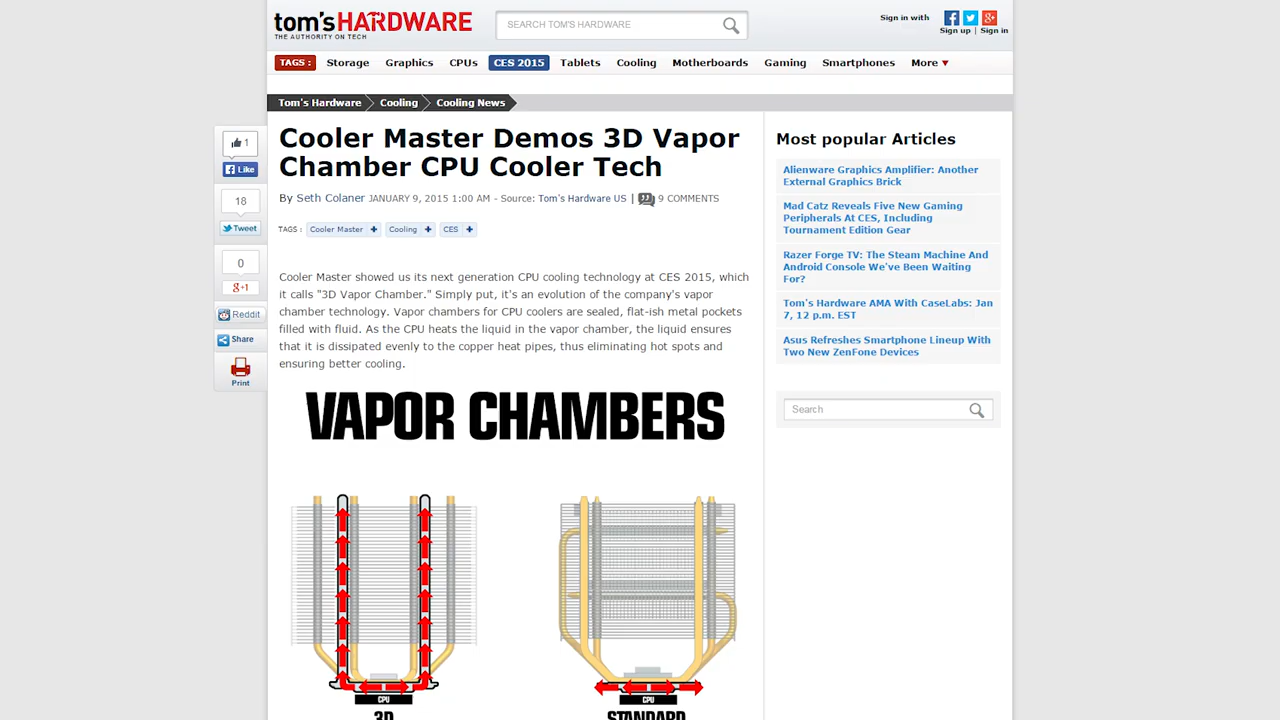 tom's HARDWARE
THE AUTHORITY ON TECH
SEARCH TOM'S HARDWARE
Sign in with
Sign up | Sign in
TAGS :
Storage
Graphics
CPUs
CES 2015
Tablets
Cooling
Motherboards
Gaming
Smartphones
More ▼
Tom's Hardware
Cooling
Cooling News
1
Like
18
Tweet
0
g+1
Reddit
Share
Print
Cooler Master Demos 3D Vapor
Chamber CPU Cooler Tech
By Seth Colaner JANUARY 9, 2015 1:00 AM - Source: Tom's Hardware US | 9 COMMENTS
TAGS : Cooler Master + Cooling + CES +
Cooler Master showed us its next generation CPU cooling technology at CES 2015, which
it calls "3D Vapor Chamber." Simply put, it's an evolution of the company's vapor
chamber technology. Vapor chambers for CPU coolers are sealed, flat-ish metal pockets
filled with fluid. As the CPU heats the liquid in the vapor chamber, the liquid ensures
that it is dissipated evenly to the copper heat pipes, thus eliminating hot spots and
ensuring better cooling.
VAPOR CHAMBERS
CPU
3D
CPU
STANDARD
Most popular Articles
Alienware Graphics Amplifier: Another
External Graphics Brick
Mad Catz Reveals Five New Gaming
Peripherals At CES, Including
Tournament Edition Gear
Razer Forge TV: The Steam Machine And
Android Console We've Been Waiting
For?
Tom's Hardware AMA With CaseLabs: Jan
7, 12 p.m. EST
Asus Refreshes Smartphone Lineup With
Two New ZenFone Devices
Search